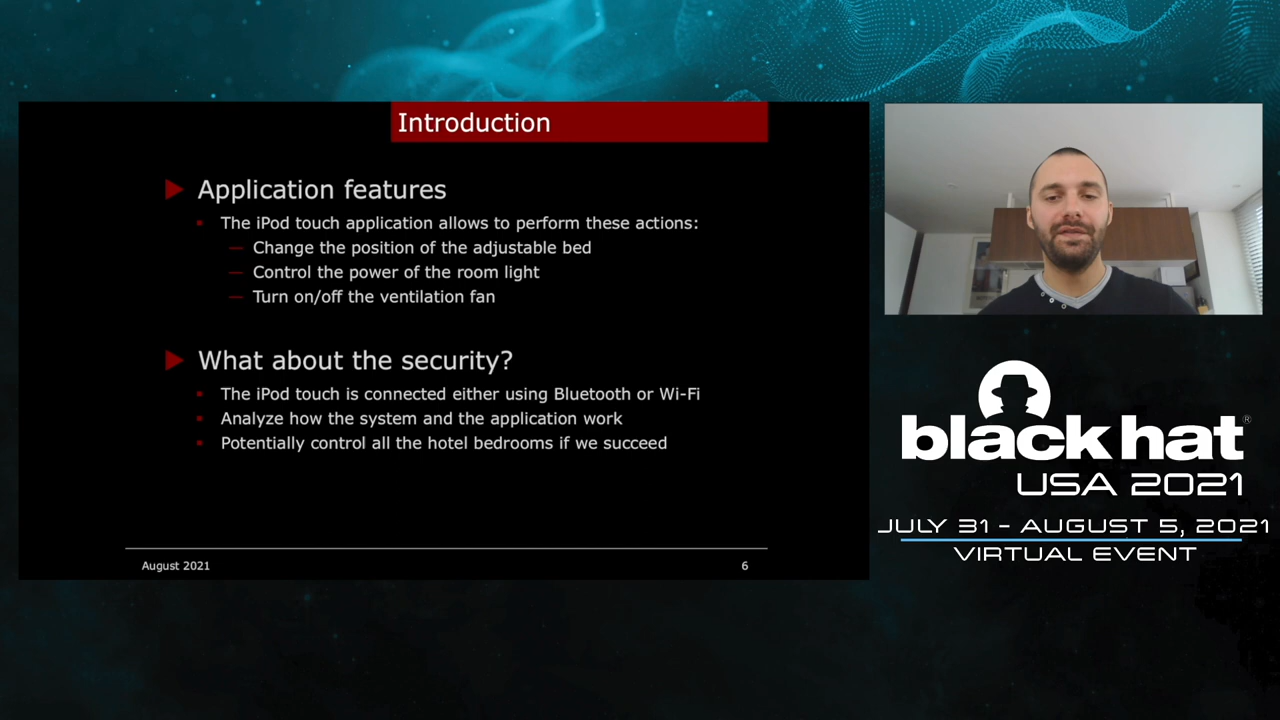 Introduction
Application features
The iPod touch application allows to perform these actions:
Change the position of the adjustable bed
Control the power of the room light
Turn on/off the ventilation fan
What about the security?
The iPod touch is connected either using Bluetooth or Wi-Fi
Analyze how the system and the application work
Potentially control all the hotel bedrooms if we succeed
August 2021
6
black hat®
USA 2021
JULY 31 - AUGUST 5, 2021
VIRTUAL EVENT